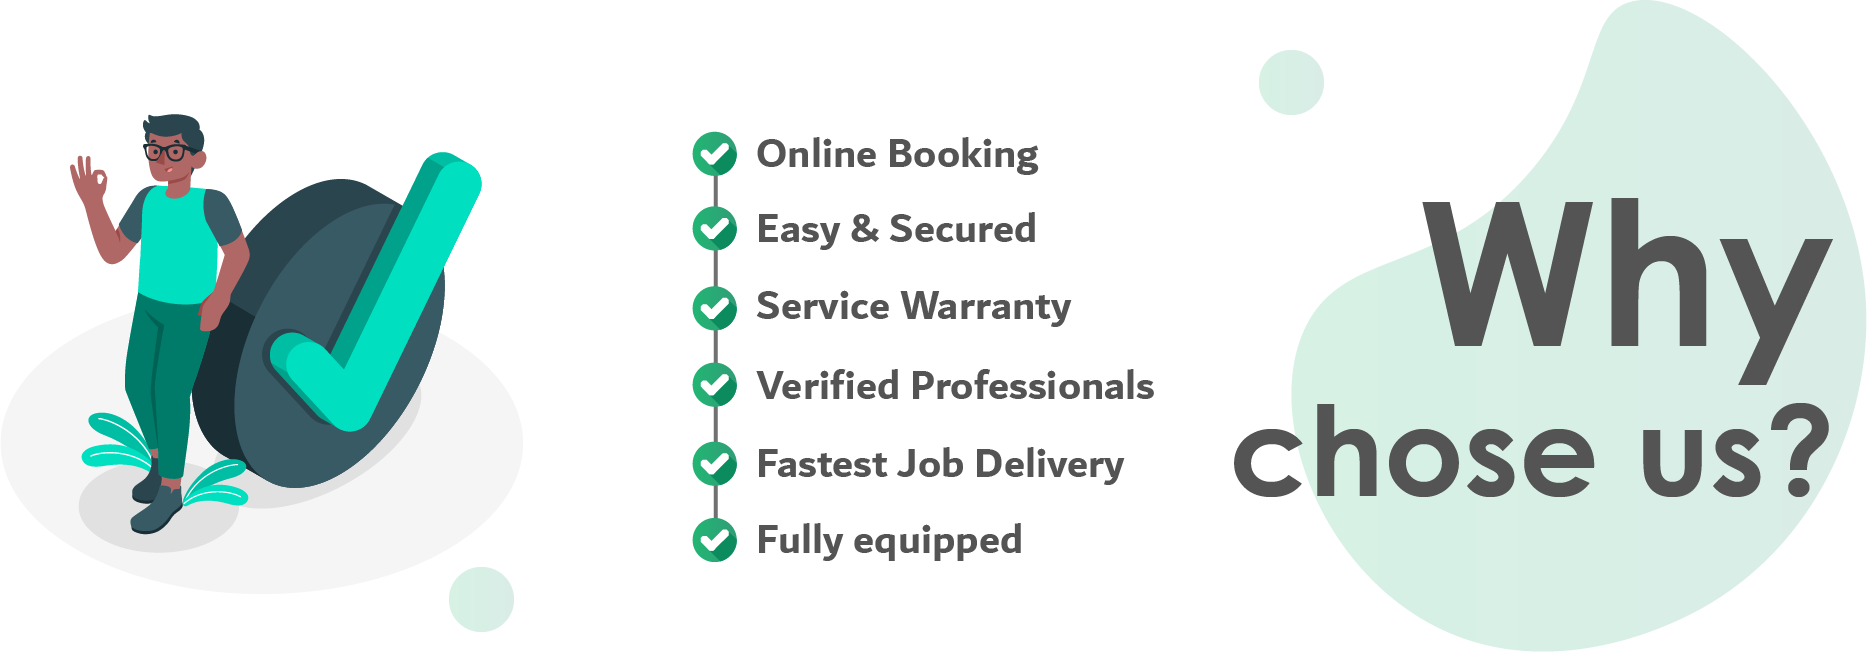 Online Booking
Easy & Secured
Service Warranty
Verified Professionals
Fastest Job Delivery
Fully equipped
Why
chose us?